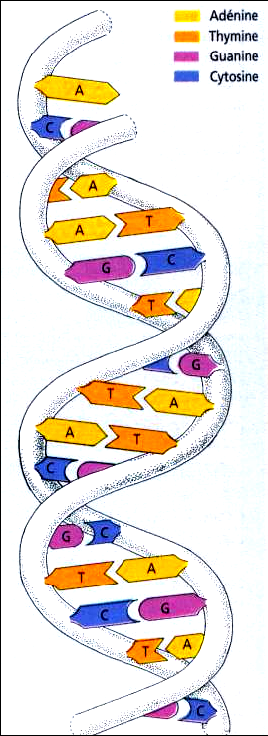 Adénine
Thymine
Guanine
Cytosine
A
C
A
A T
G C
T
G
T A
A T
C
G C
T A
C G
T A
C